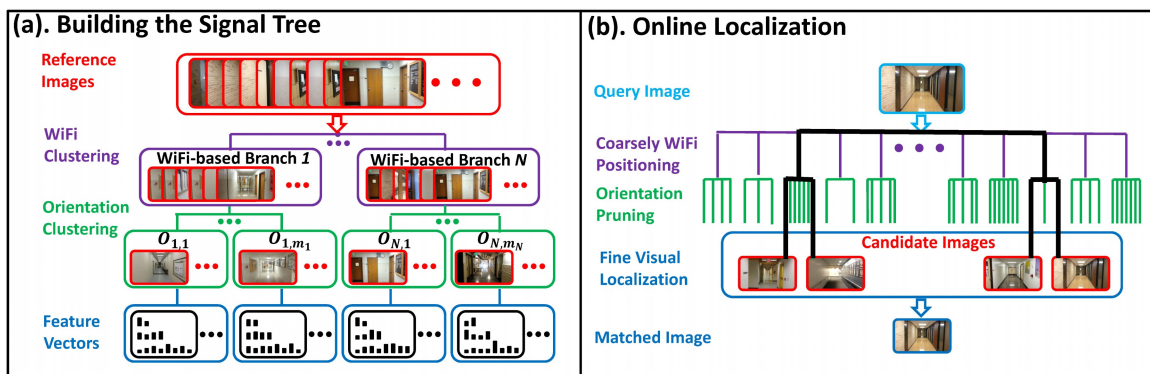 (a). Building the Signal Tree
Reference
Images
WiFi
Clustering
WiFi-based Branch 1
WiFi-based Branch N
Orientation
Clustering
O1,1
O1,m1
ON,1
ON,mN
Feature
Vectors
(b). Online Localization
Query Image
Coarsely WiFi
Positioning
Orientation
Pruning
Candidate Images
Fine Visual
Localization
Matched Image